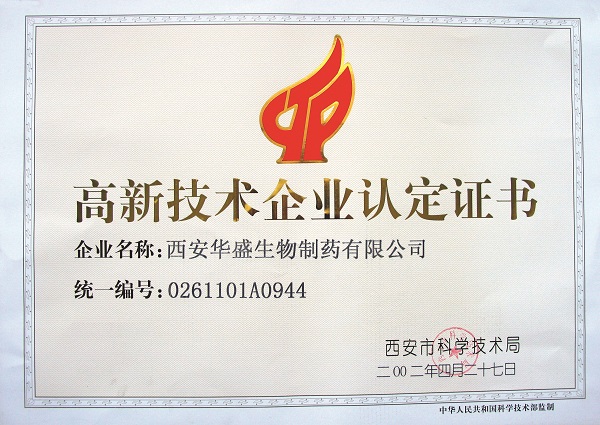 高新技术企业认定证书
企业名称:西安华盛生物制药有限公司
统一编号:0261101A0944
西安市科学技术局
二00二年四月二十七日
中华人民共和国科学技术部监制